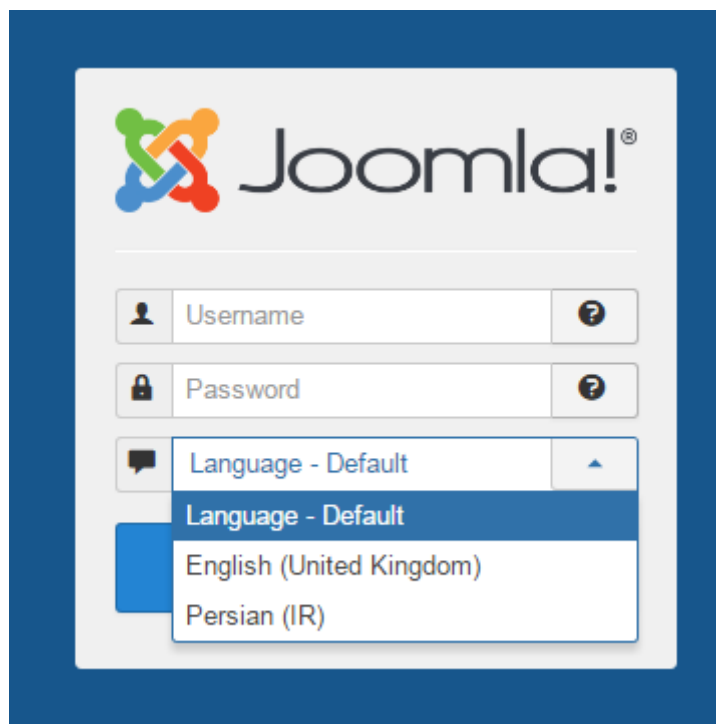 Joomla!®
Username
Password
Language - Default
Language - Default
English (United Kingdom)
Persian (IR)